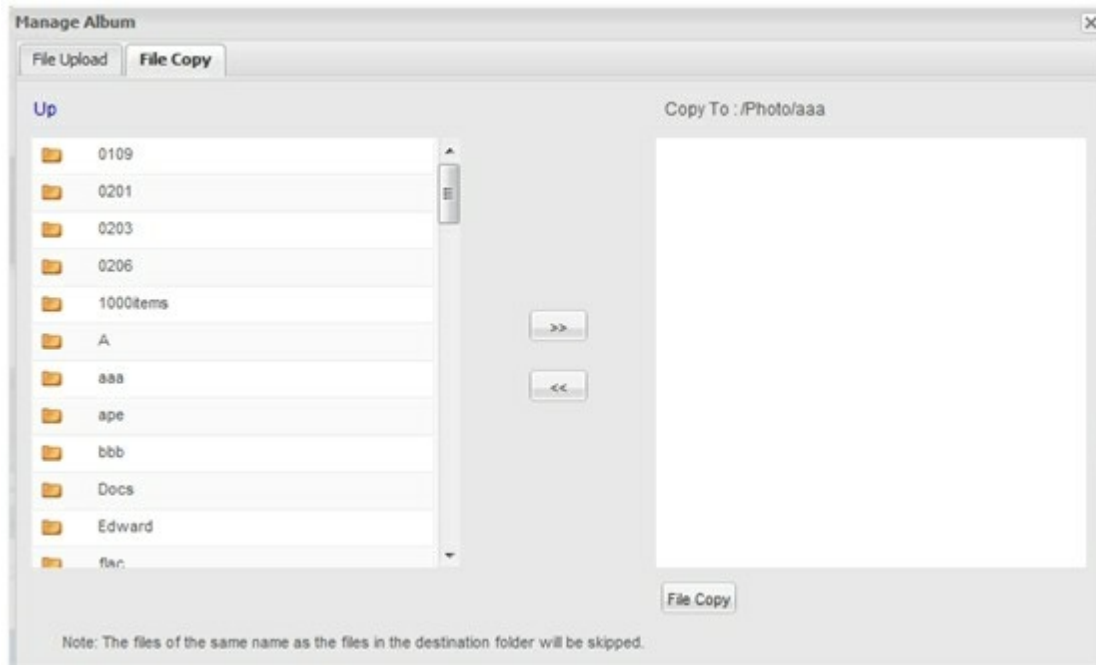 Manage Album
File Upload
File Copy
Up
Copy To : /Photo/aaa
0109
0201
0203
0206
1000items
A
aaa
ape
bbb
Docs
Edward
flac
>>
<<
File Copy
Note: The files of the same name as the files in the destination folder will be skipped.